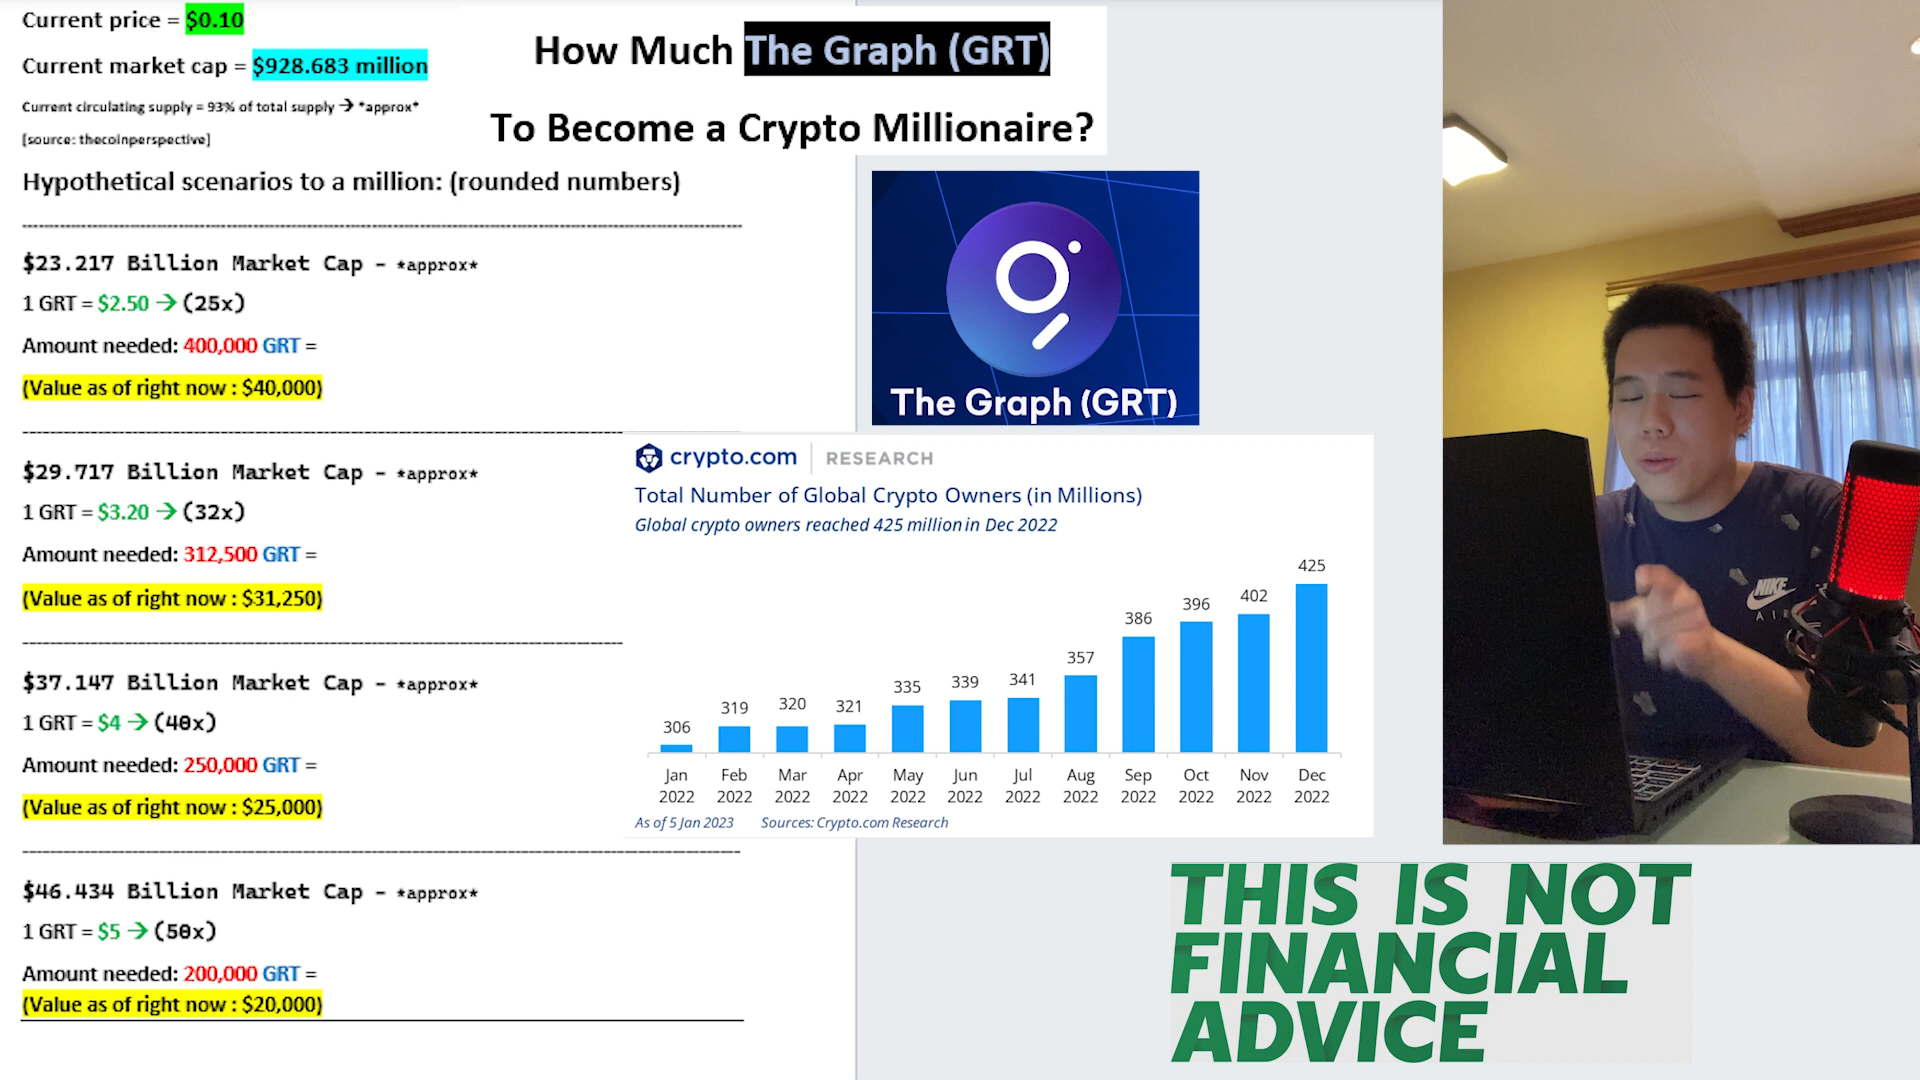 Current price = $0.10
Current market cap = $928.683 million
Current circulating supply = 93% of total supply → *approx*
[source: thecoinperspective]
How Much The Graph (GRT)
To Become a Crypto Millionaire?
Hypothetical scenarios to a million: (rounded numbers)
$23.217 Billion Market Cap - *approx*
1 GRT = $2.50 → (25x)
Amount needed: 400,000 GRT =
(Value as of right now : $40,000)
$29.717 Billion Market Cap - *approx*
1 GRT = $3.20 → (32x)
Amount needed: 312,500 GRT =
(Value as of right now : $31,250)
$37.147 Billion Market Cap - *approx*
1 GRT = $4 → (40x)
Amount needed: 250,000 GRT =
(Value as of right now : $25,000)
$46.434 Billion Market Cap - *approx*
1 GRT = $5 → (50x)
Amount needed: 200,000 GRT =
(Value as of right now : $20,000)
The Graph (GRT)
crypto.com RESEARCH
Total Number of Global Crypto Owners (in Millions)
Global crypto owners reached 425 million in Dec 2022
306 319 320 321 335 339 341 357 386 396 402 425
Jan Feb Mar Apr May Jun Jul Aug Sep Oct Nov Dec
2022 2022 2022 2022 2022 2022 2022 2022 2022 2022 2022 2022
As of 5 Jan 2023 Sources: Crypto.com Research
NIKE
AI
THIS IS NOT
FINANCIAL
ADVICE